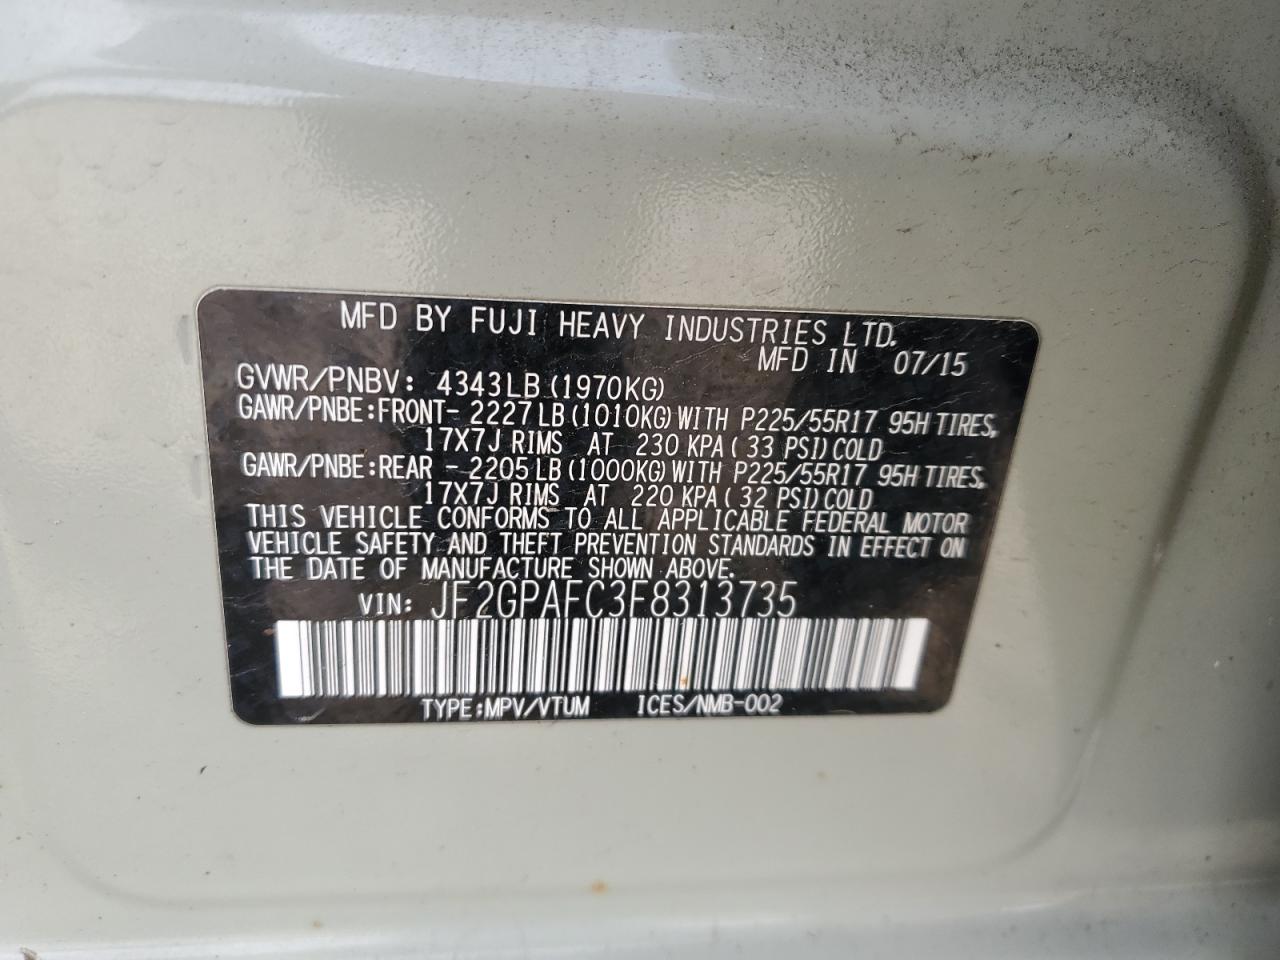 MFD BY FUJI HEAVY INDUSTRIES LTD.
MFD IN 07/15
GVWR/PNBV: 4343LB (1970KG)
GAWR/PNBE:FRONT- 2227LB (1010KG) WITH P225/55R17 95H TIRES,
17X7J RIMS AT 230 KPA ( 33 PSI) COLD
GAWR/PNBE:REAR - 2205LB (1000KG) WITH P225/55R17 95H TIRES,
17X7J RIMS AT 220 KPA ( 32 PSI) COLD
THIS VEHICLE CONFORMS TO ALL APPLICABLE FEDERAL MOTOR
VEHICLE SAFETY AND THEFT PREVENTION STANDARDS IN EFFECT ON
THE DATE OF MANUFACTURE SHOWN ABOVE.
VIN: JF2GPAFC3F8313735
TYPE:MPV/VTUM ICES/NMB-002